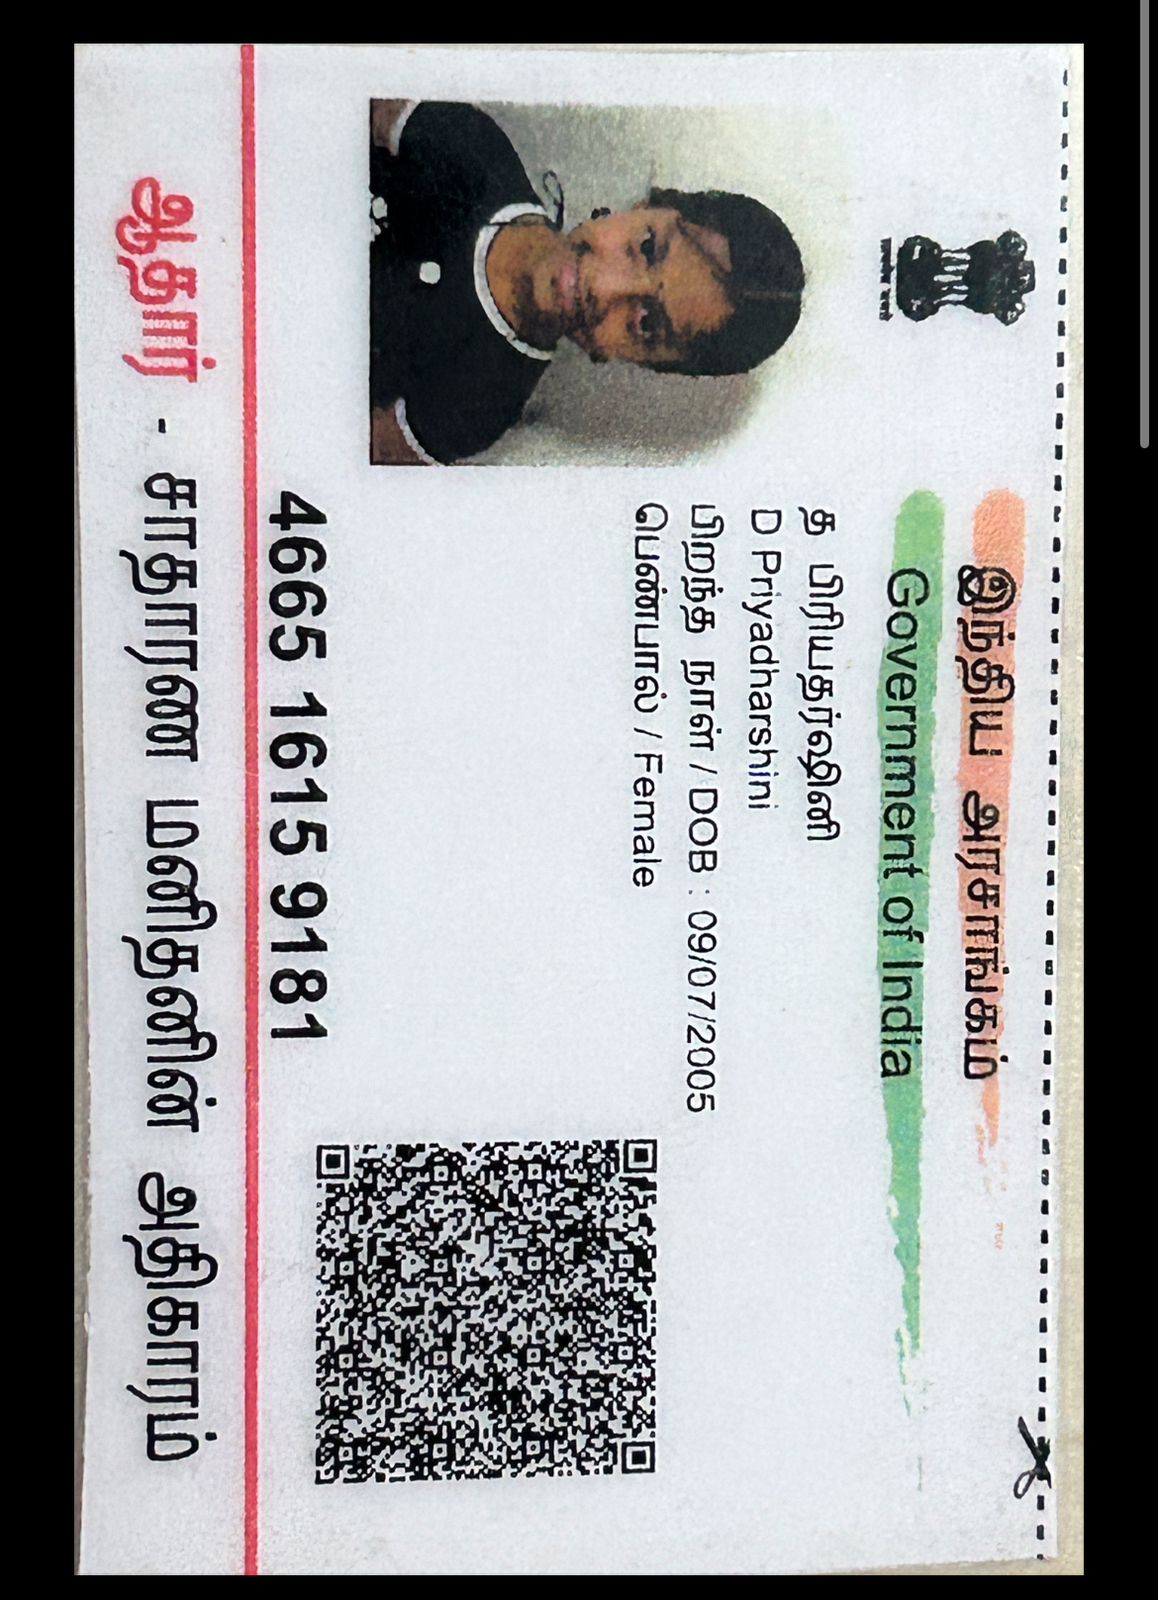 இந்திய அரசாங்கம்
Government of India
த பிரியதர்ஷினி
D Priyadharshini
பிறந்த நாள் / DOB : 09/07/2005
பெண்பால் / Female
4665 1615 9181
ஆதார் - சாதாரண மனிதனின் அதிகாரம்